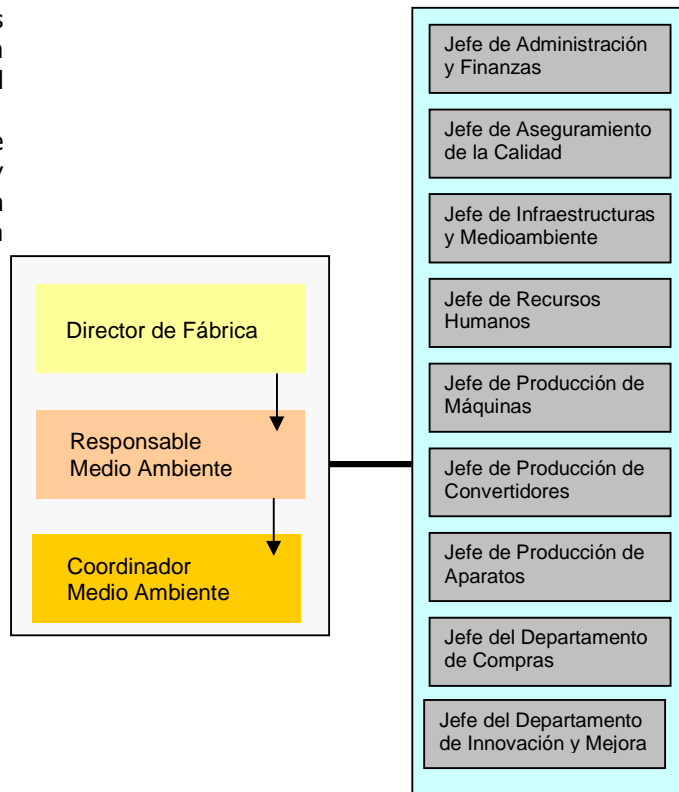 s
n
l
e
y
n
n
Director de Fábrica
Responsable
Medio Ambiente
Coordinador
Medio Ambiente
Jefe de Administración
y Finanzas
Jefe de Aseguramiento
de la Calidad
Jefe de Infraestructuras
y Medioambiente
Jefe de Recursos
Humanos
Jefe de Producción de
Máquinas
Jefe de Producción de
Convertidores
Jefe de Producción de
Aparatos
Jefe del Departamento
de Compras
Jefe del Departamento
de Innovación y Mejora